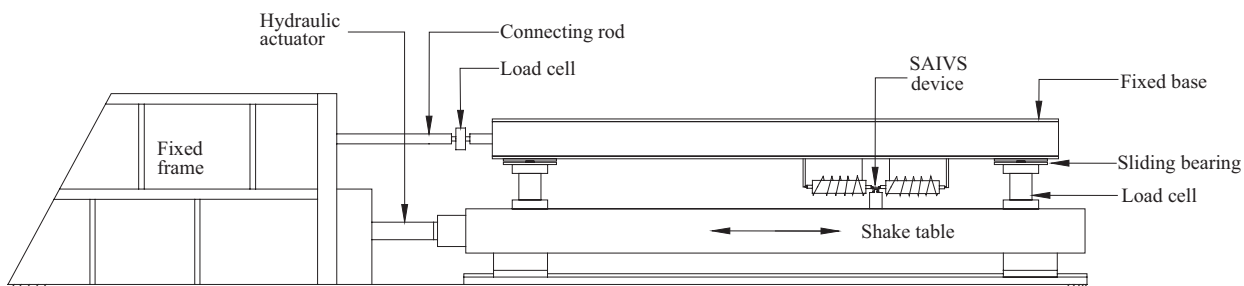 Hydraulic
actuator
Connecting rod
Load cell
SAIVS
device
Fixed base
Fixed
frame
Sliding bearing
Load cell
Shake table